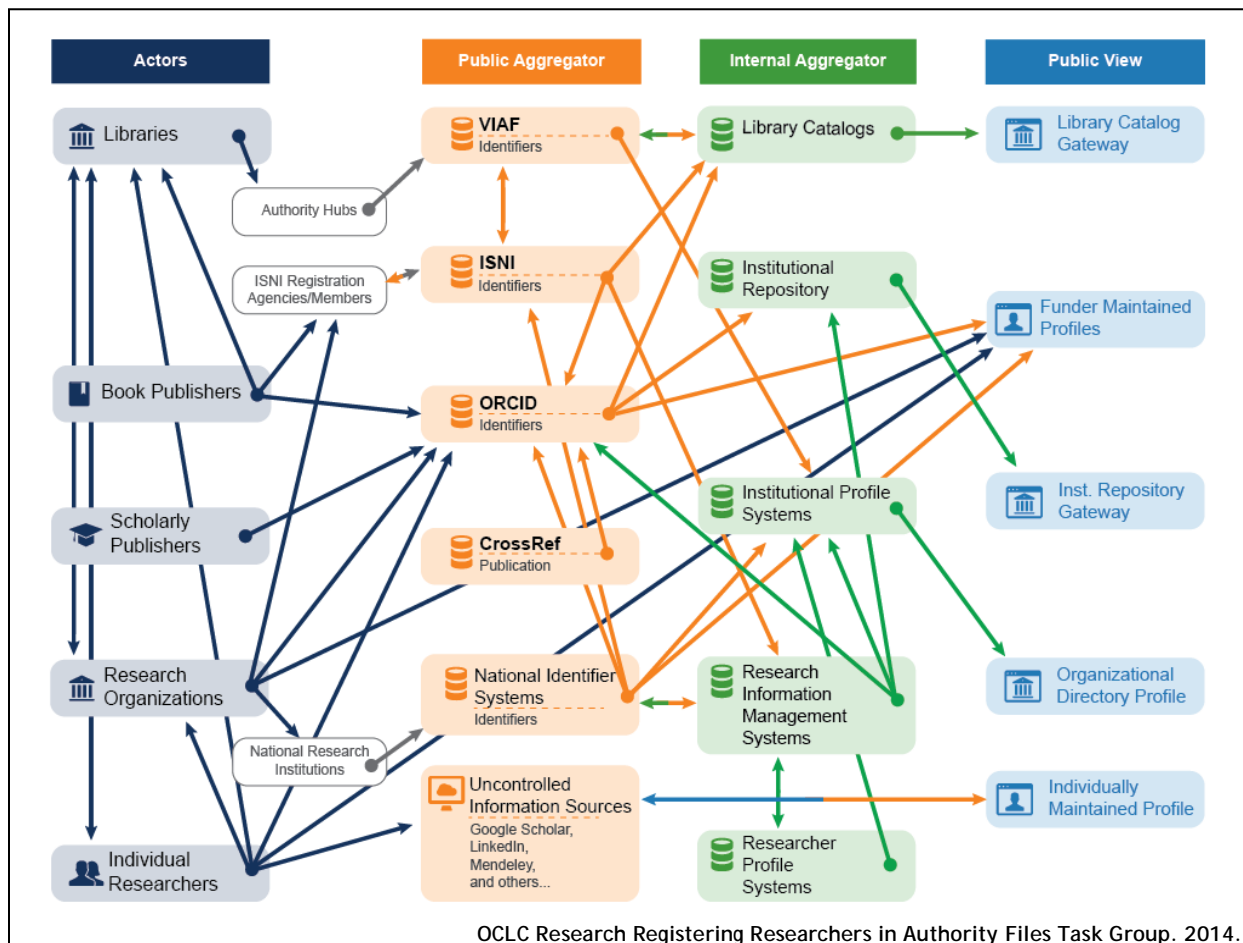 Actors
Public Aggregator
Internal Aggregator
Public View
Libraries
Authority Hubs
ISNI Registration
Agencies/Members
Book Publishers
Scholarly
Publishers
Research
Organizations
National Research
Institutions
Individual
Researchers
VIAF
Identifiers
ISNI
Identifiers
ORCID
Identifiers
CrossRef
Publication
National Identifier
Systems
Identifiers
Uncontrolled
Information Sources
Google Scholar,
LinkedIn,
Mendeley,
and others...
Library Catalogs
Institutional
Repository
Institutional Profile
Systems
Research
Information
Management
Systems
Researcher
Profile
Systems
Library Catalog
Gateway
Funder Maintained
Profiles
Inst. Repository
Gateway
Organizational
Directory Profile
Individually
Maintained Profile
OCLC Research Registering Researchers in Authority Files Task Group. 2014.